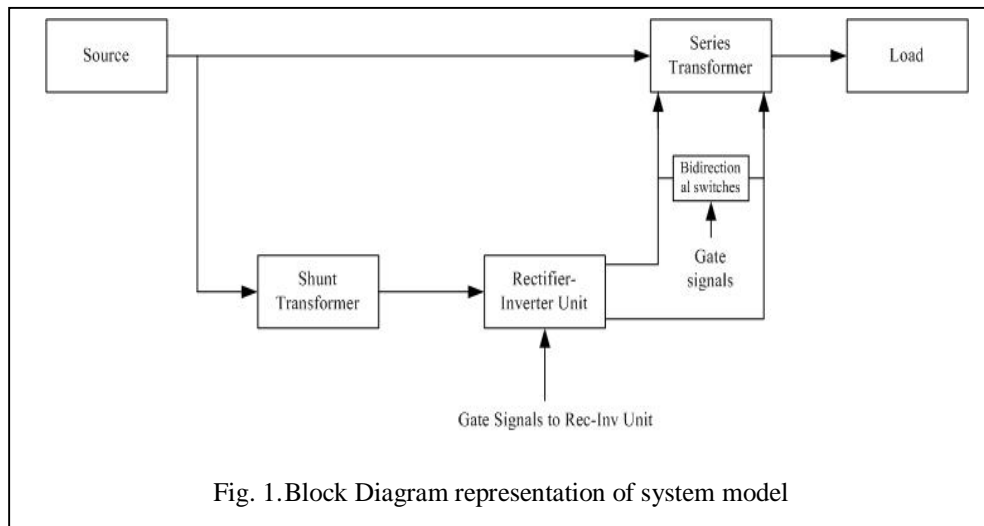 Source
Series
Transformer
Load
Bidirection
al switches
Gate
signals
Shunt
Transformer
Rectifier-
Inverter Unit
Gate Signals to Rec-Inv Unit
Fig. 1.Block Diagram representation of system model